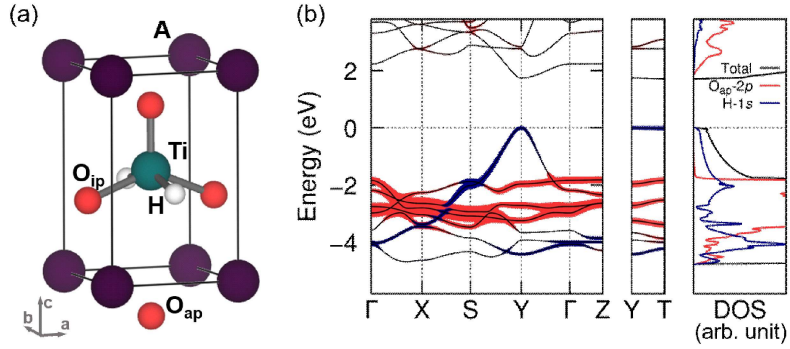 (a)
A
Ti
O_ip
H
O_ap
c
b
a
(b)
Energy (eV)
2
0
−2
−4
Γ X S Y Γ Z Y T
Total
O_ap-2p
H-1s
DOS
(arb. unit)